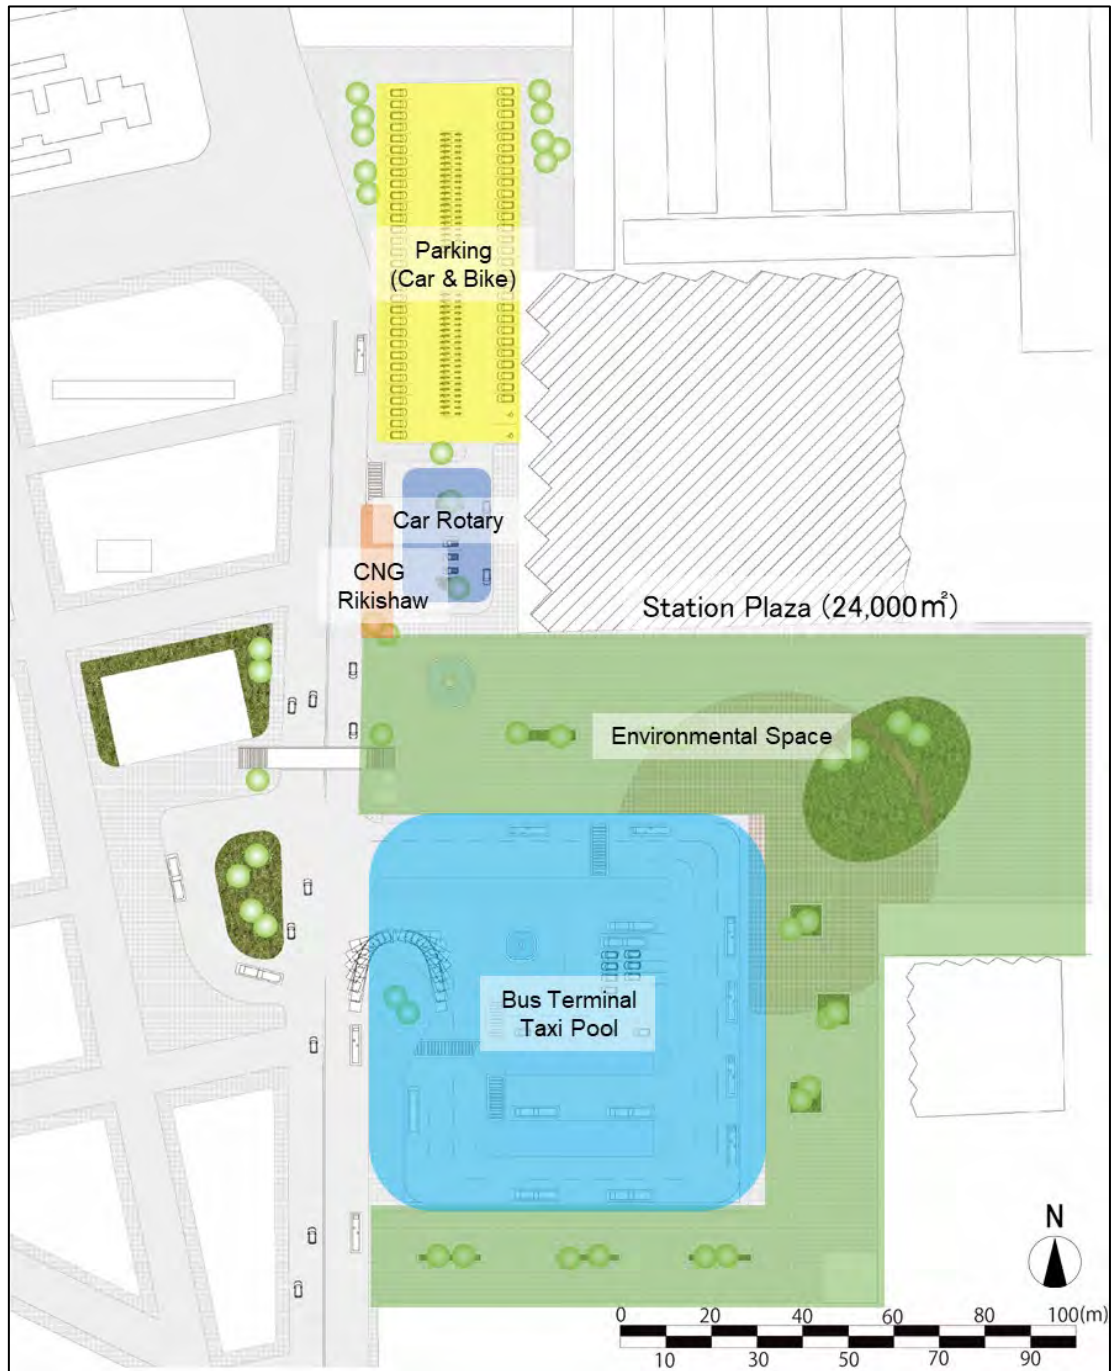 Parking
(Car & Bike)
Car Rotary
CNG
Rikishaw
Station Plaza (24,000㎡)
Environmental Space
Bus Terminal
Taxi Pool
N
0 20 40 60 80 100(m)
10 30 50 70 90